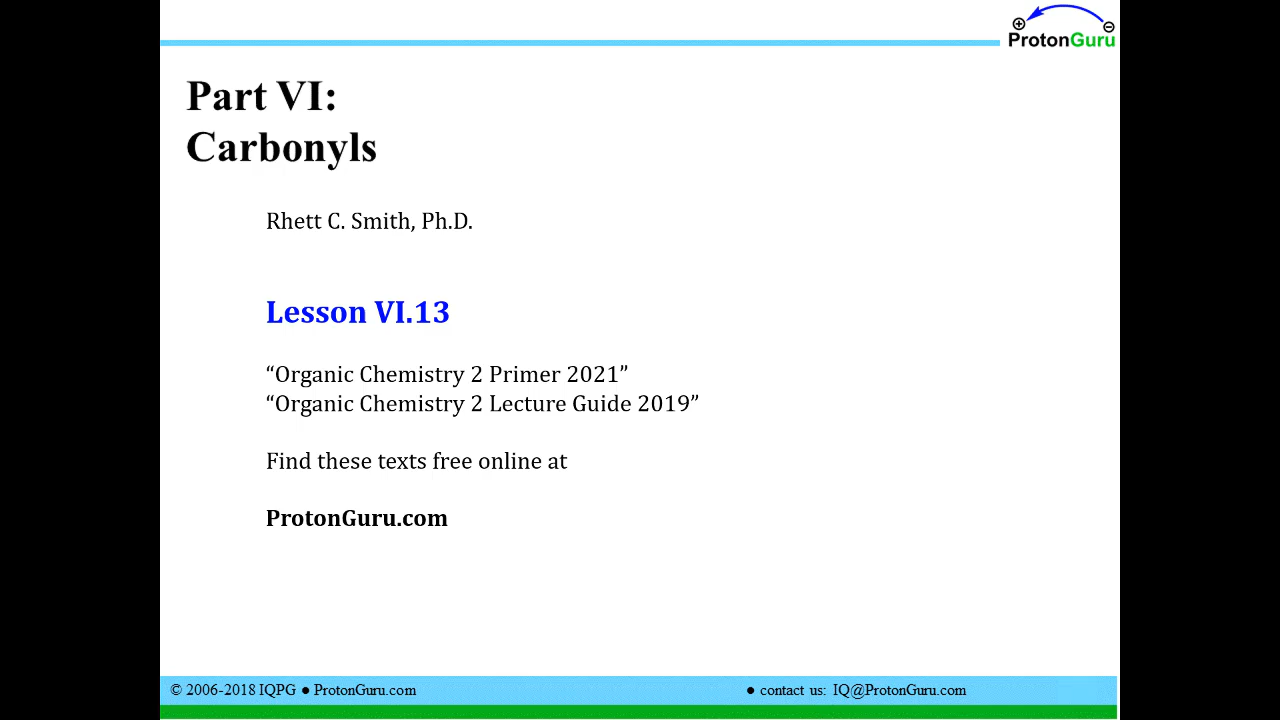 ⊕ ⊖
ProtonGuru
Part VI:
Carbonyls
Rhett C. Smith, Ph.D.
Lesson VI.13
“Organic Chemistry 2 Primer 2021”
“Organic Chemistry 2 Lecture Guide 2019”
Find these texts free online at
ProtonGuru.com
© 2006-2018 IQPG ● ProtonGuru.com
● contact us: IQ@ProtonGuru.com